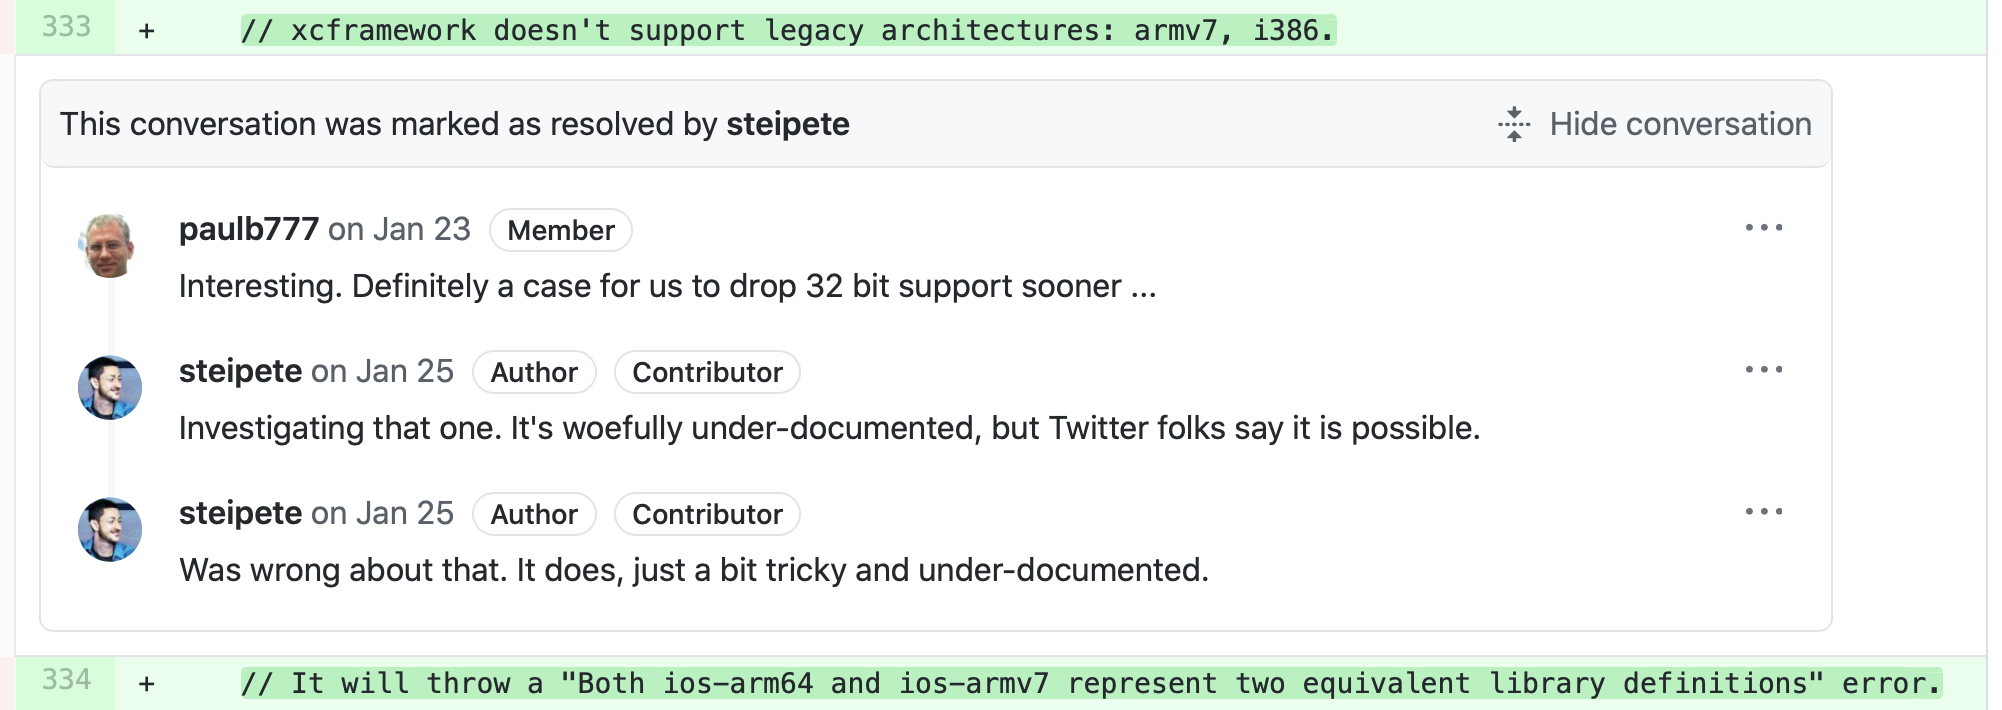 333 + // xcframework doesn't support legacy architectures: armv7, i386.
This conversation was marked as resolved by steipete Hide conversation
paulb777 on Jan 23 Member
Interesting. Definitely a case for us to drop 32 bit support sooner ...
steipete on Jan 25 Author Contributor
Investigating that one. It's woefully under-documented, but Twitter folks say it is possible.
steipete on Jan 25 Author Contributor
Was wrong about that. It does, just a bit tricky and under-documented.
334 + // It will throw a "Both ios-arm64 and ios-armv7 represent two equivalent library definitions" error.